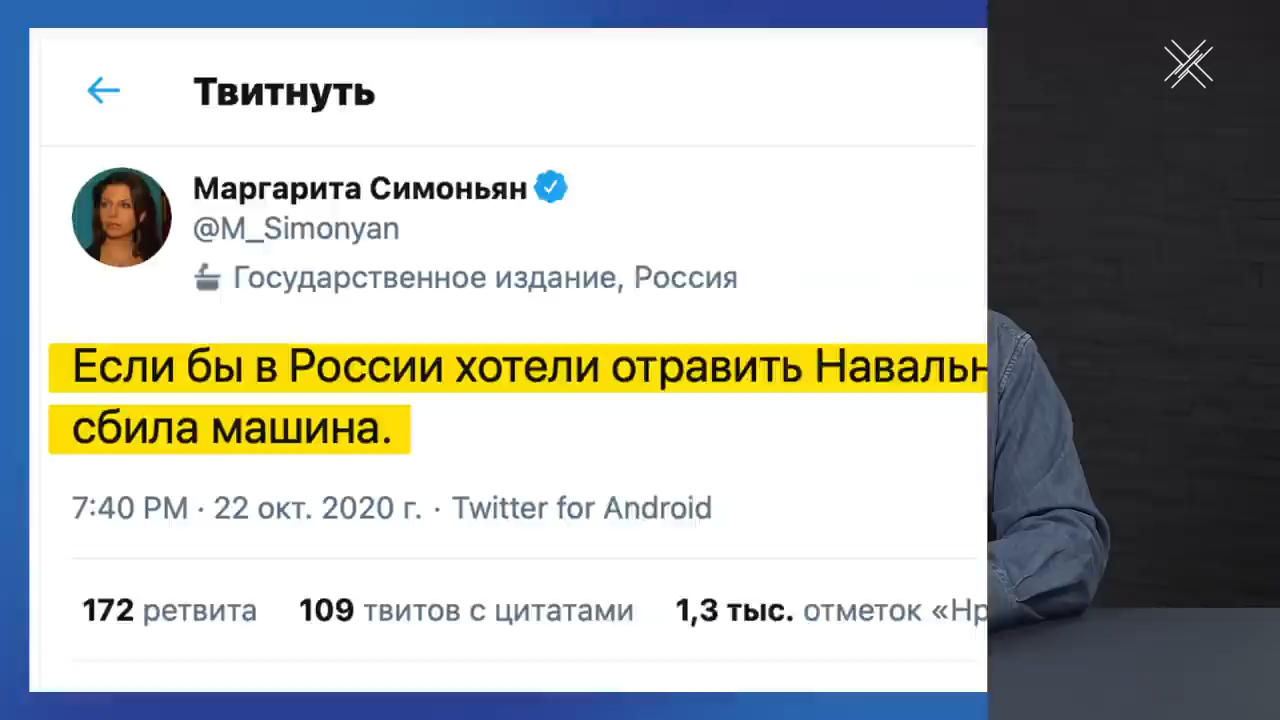 Твитнуть
Маргарита Симоньян
@M_Simonyan
Государственное издание, Россия
Если бы в России хотели отравить Навальн
сбила машина.
7:40 PM · 22 окт. 2020 г. · Twitter for Android
172 ретвита 109 твитов с цитатами 1,3 тыс. отметок «Нр